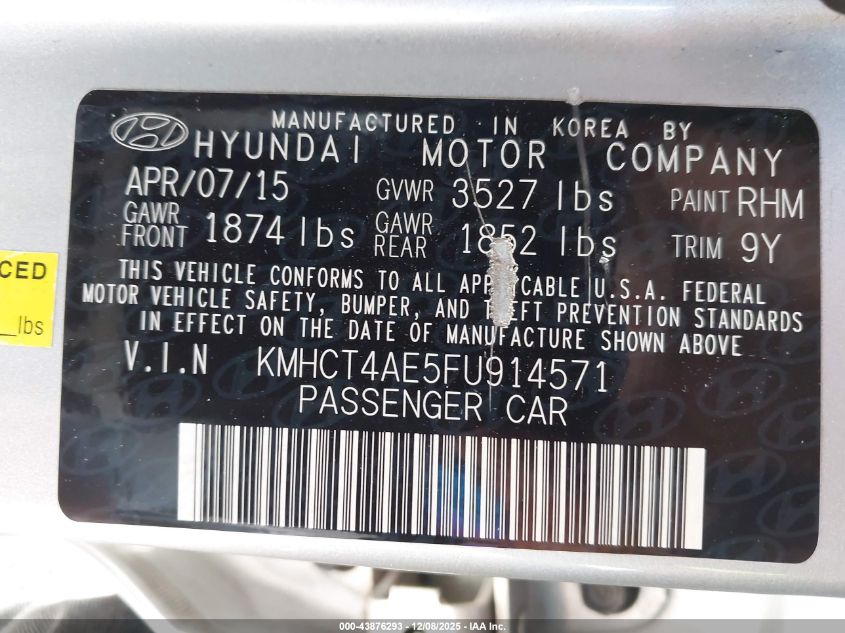 MANUFACTURED IN KOREA BY
HYUNDAI MOTOR COMPANY
APR/07/15 GVWR 3527 lbs PAINT RHM
GAWR FRONT 1874 lbs GAWR REAR 1852 lbs TRIM 9Y
THIS VEHICLE CONFORMS TO ALL U.S.A. FEDERAL
MOTOR VEHICLE SAFETY, BUMPER, AND PREVENTION STANDARDS
IN EFFECT ON THE DATE OF MANUFACTURE SHOWN ABOVE
V.I.N KMHCT4AE5FU914571
PASSENGER CAR
CED
lbs
000-43876293 - 12/08/2025 - IAA Inc.